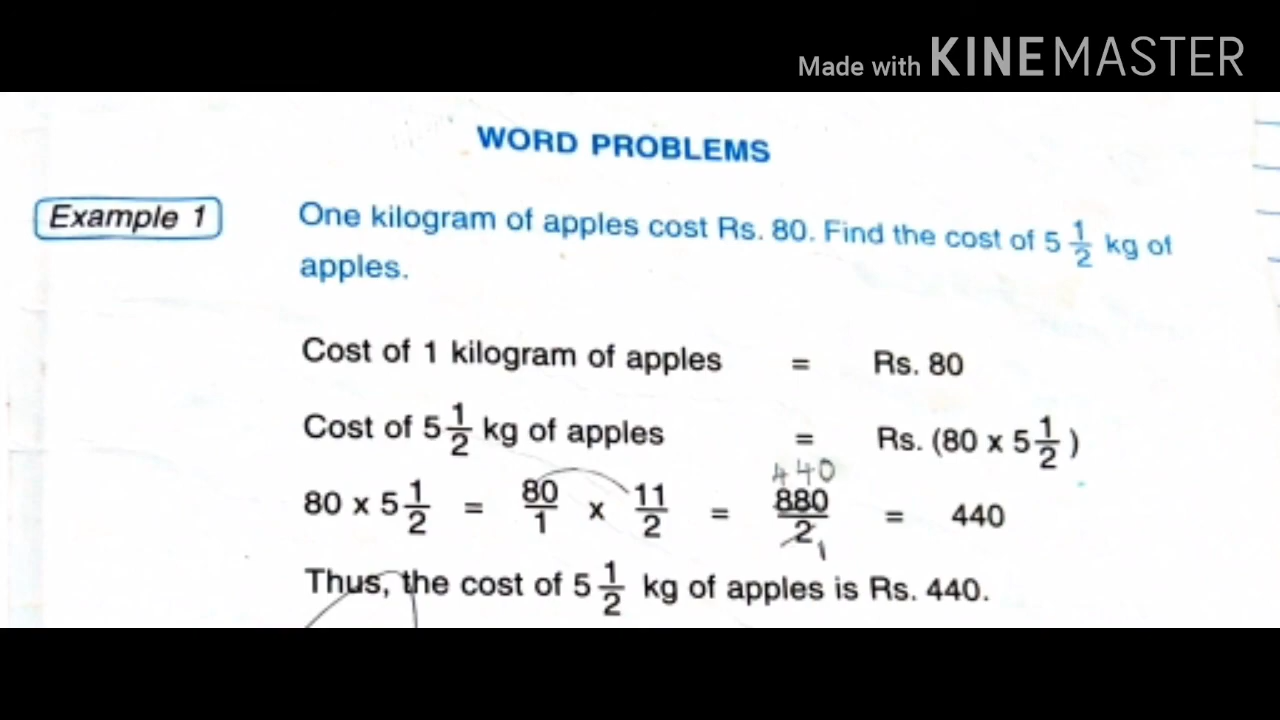 Made with KINEMASTER
WORD PROBLEMS
Example 1
One kilogram of apples cost Rs. 80. Find the cost of 5 1/2 kg of
apples.
Cost of 1 kilogram of apples = Rs. 80
Cost of 5 1/2 kg of apples = Rs. (80 x 5 1/2)
440
80 x 5 1/2 = 80/1 x 11/2 = 880/2 = 440
1
Thus, the cost of 5 1/2 kg of apples is Rs. 440.